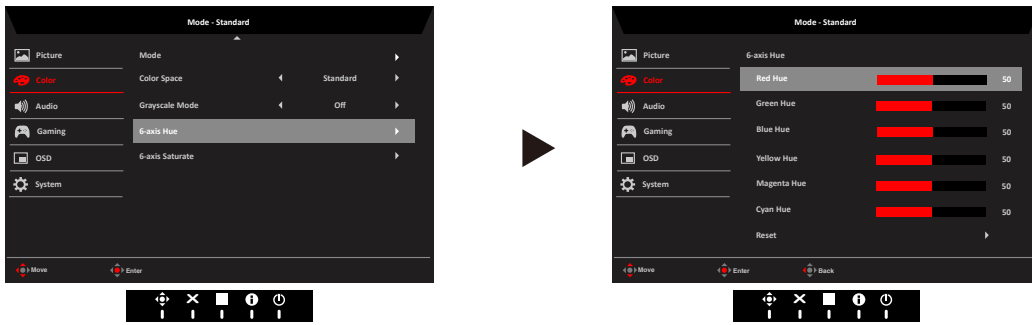 Mode - Standard
Picture
Color
Audio
Gaming
OSD
System
Mode
Color Space Standard
Grayscale Mode Off
6-axis Hue
6-axis Saturate
Move Enter
Mode - Standard
Picture
Color
Audio
Gaming
OSD
System
6-axis Hue
Red Hue 50
Green Hue 50
Blue Hue 50
Yellow Hue 50
Magenta Hue 50
Cyan Hue 50
Reset
Move Enter Back